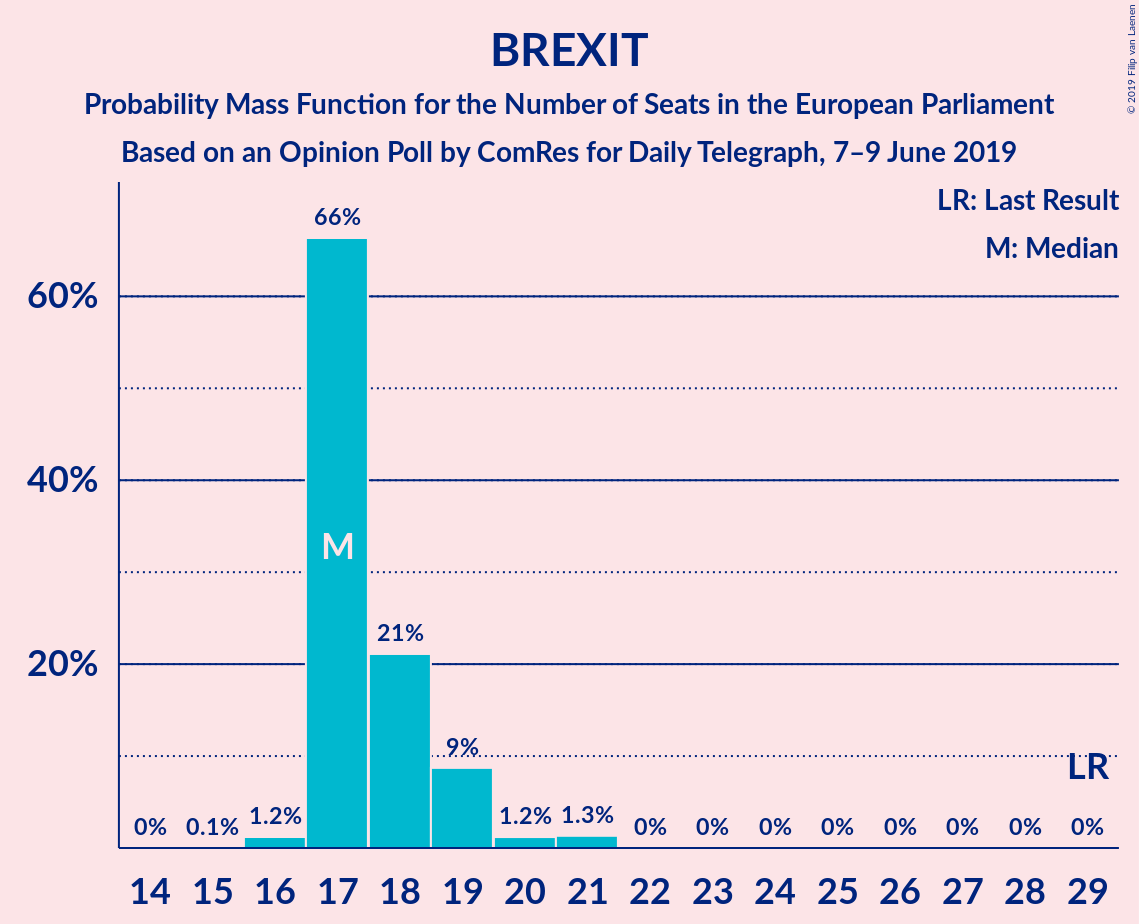 BREXIT
Probability Mass Function for the Number of Seats in the European Parliament
Based on an Opinion Poll by ComRes for Daily Telegraph, 7–9 June 2019
© 2019 Filip van Laenen
LR: Last Result
M: Median
66%
60%
40%
M
21%
20%
9%
LR
0% 0.1% 1.2% 1.2% 1.3% 0% 0% 0% 0% 0% 0% 0% 0%
14 15 16 17 18 19 20 21 22 23 24 25 26 27 28 29